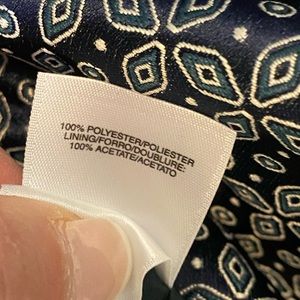 100% POLYESTER/POLIESTER
LINING/FORRO/DOUBLURE:
100% ACETATE/ACETATO